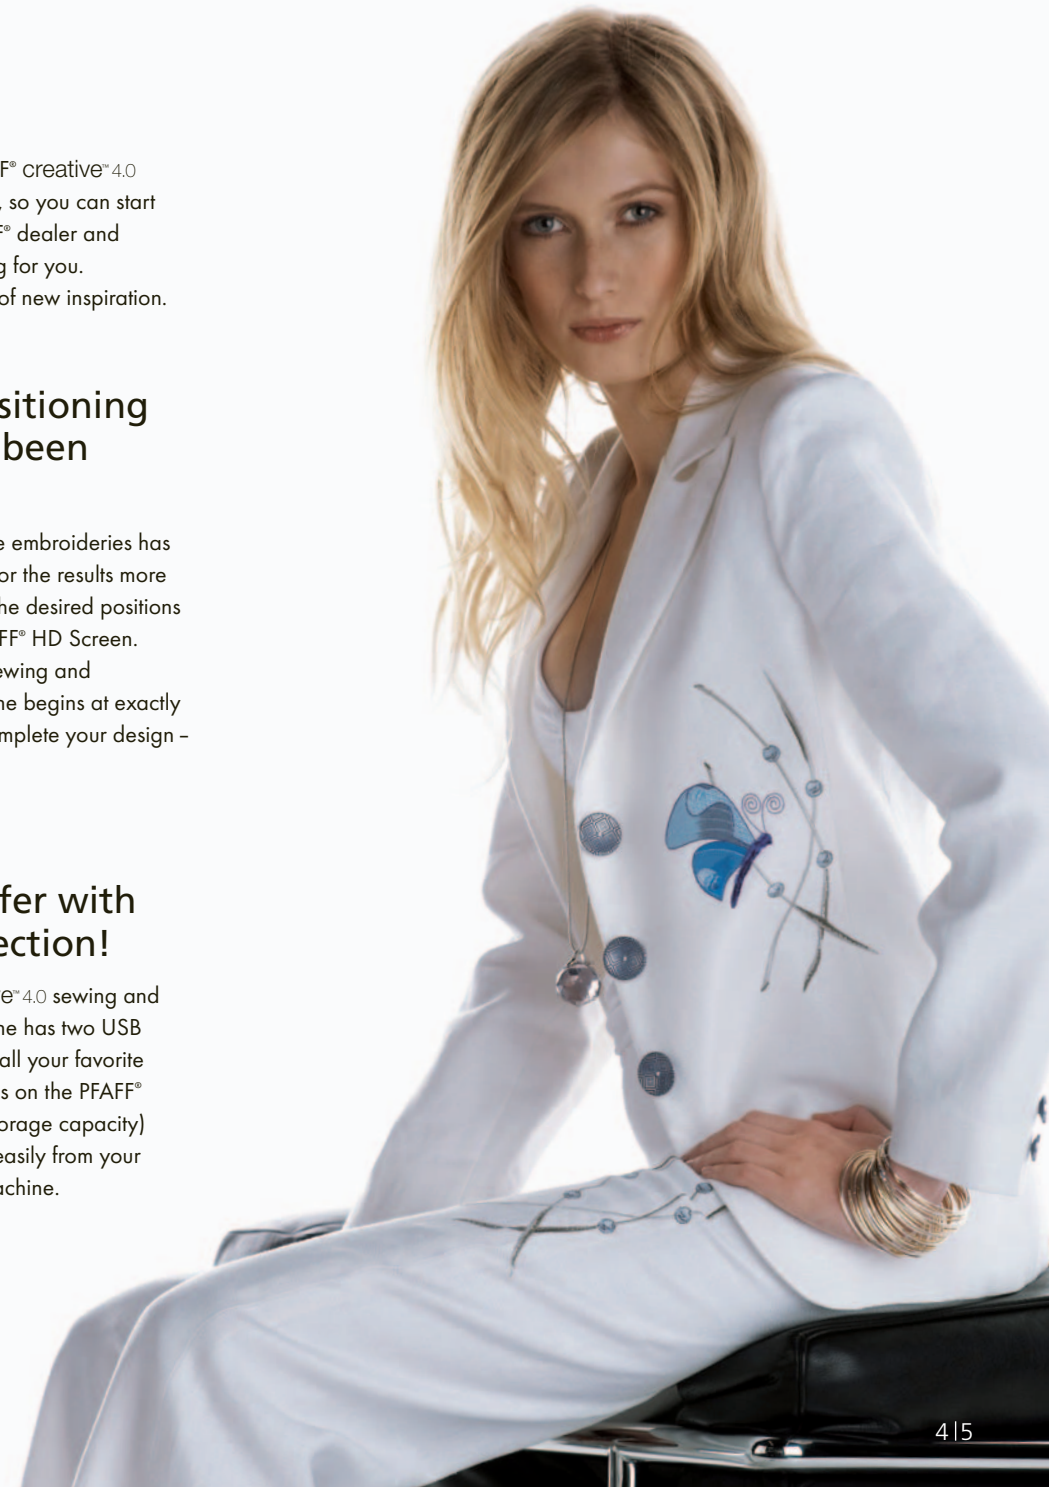 F® creative™ 4.0
, so you can start
F® dealer and
g for you.
of new inspiration.
sitioning
been
e embroideries has
or the results more
he desired positions
FF® HD Screen.
ewing and
ne begins at exactly
mplete your design –
fer with
ection!
e™ 4.0 sewing and
ne has two USB
all your favorite
s on the PFAFF®
orage capacity)
easily from your
achine.
4|5